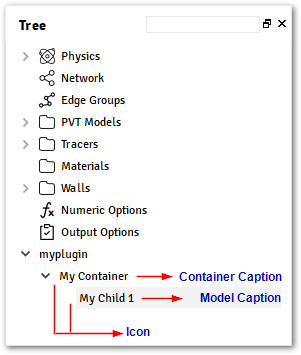 Tree
Physics
Network
Edge Groups
PVT Models
Tracers
Materials
Walls
Numeric Options
Output Options
myplugin
My Container Container Caption
My Child 1 Model Caption
Icon